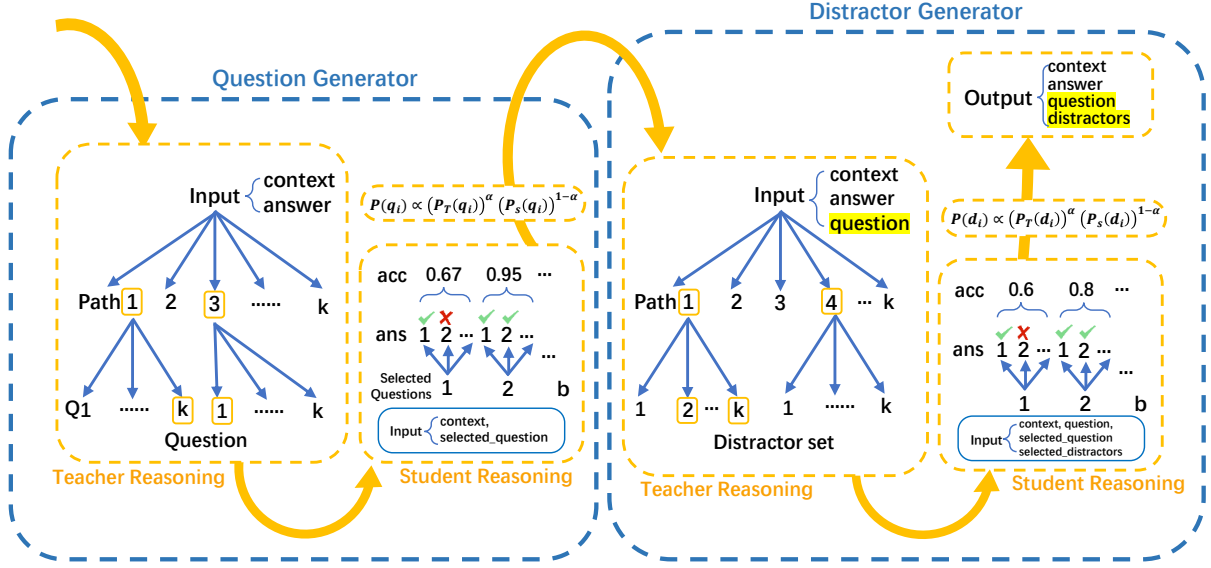 Question Generator
Input
context
answer
Path 1 2 3 ...... k
Q1 ...... k 1 ...... k
Question
Teacher Reasoning
P(q_i) ∝ (P_T(q_i))^α (P_s(q_i))^{1-α}
acc 0.67 0.95 ...
ans 1 2 ... 1 2 ...
...
Selected
Questions 1 2 b
Input
context,
selected_question
Student Reasoning
Distractor Generator
Input
context
answer
question
Path 1 2 3 4 ... k
1 2 ... k 1 ...... k
Distractor set
Teacher Reasoning
Output
context
answer
question
distractors
P(d_i) ∝ (P_T(d_i))^α (P_s(d_i))^{1-α}
acc 0.6 0.8 ...
ans 1 2 ... 1 2 ...
...
1 2 b
Input
context, question,
selected_question
selected_distractors
Student Reasoning